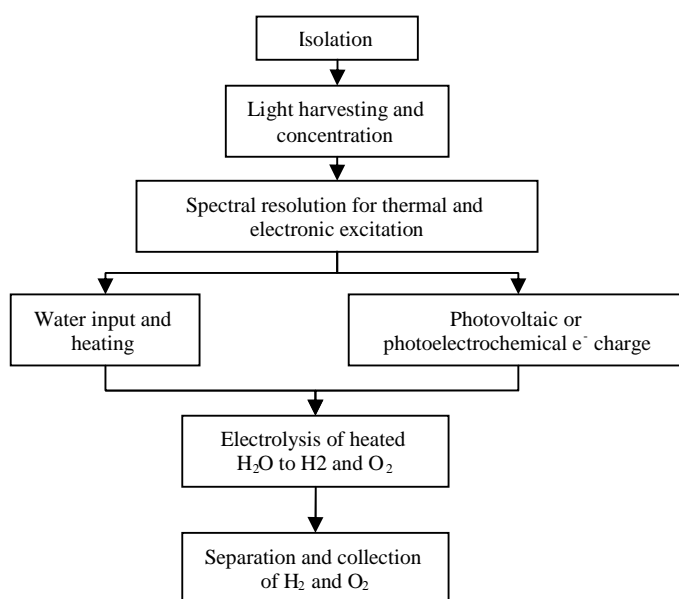 Isolation
Light harvesting and
concentration
Spectral resolution for thermal and
electronic excitation
Water input and
heating
Photovoltaic or
photoelectrochemical e⁻ charge
Electrolysis of heated
H₂O to H2 and O₂
Separation and collection
of H₂ and O₂